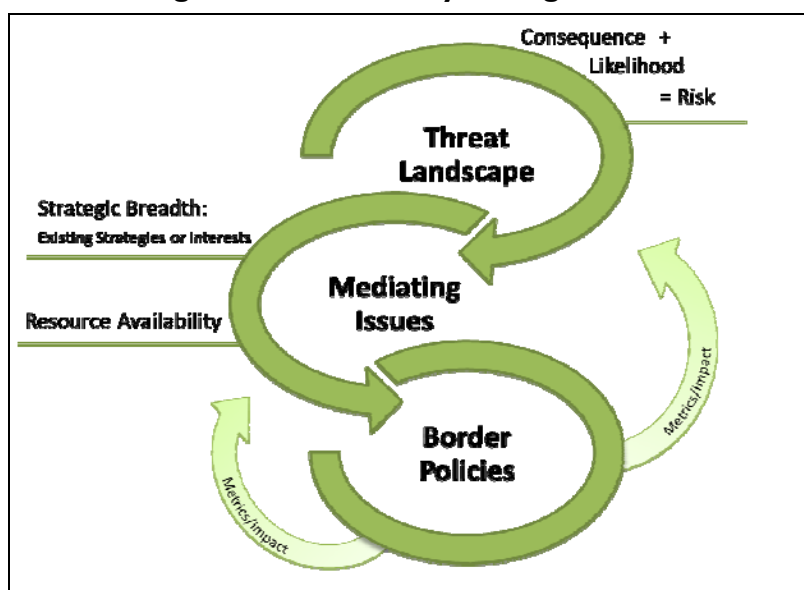 Consequence +
Likelihood
= Risk
Threat
Landscape
Strategic Breadth:
Existing Strategies or Interests
Mediating
Issues
Resource Availability
Metrics/Impact
Border
Policies
Metrics/Impact